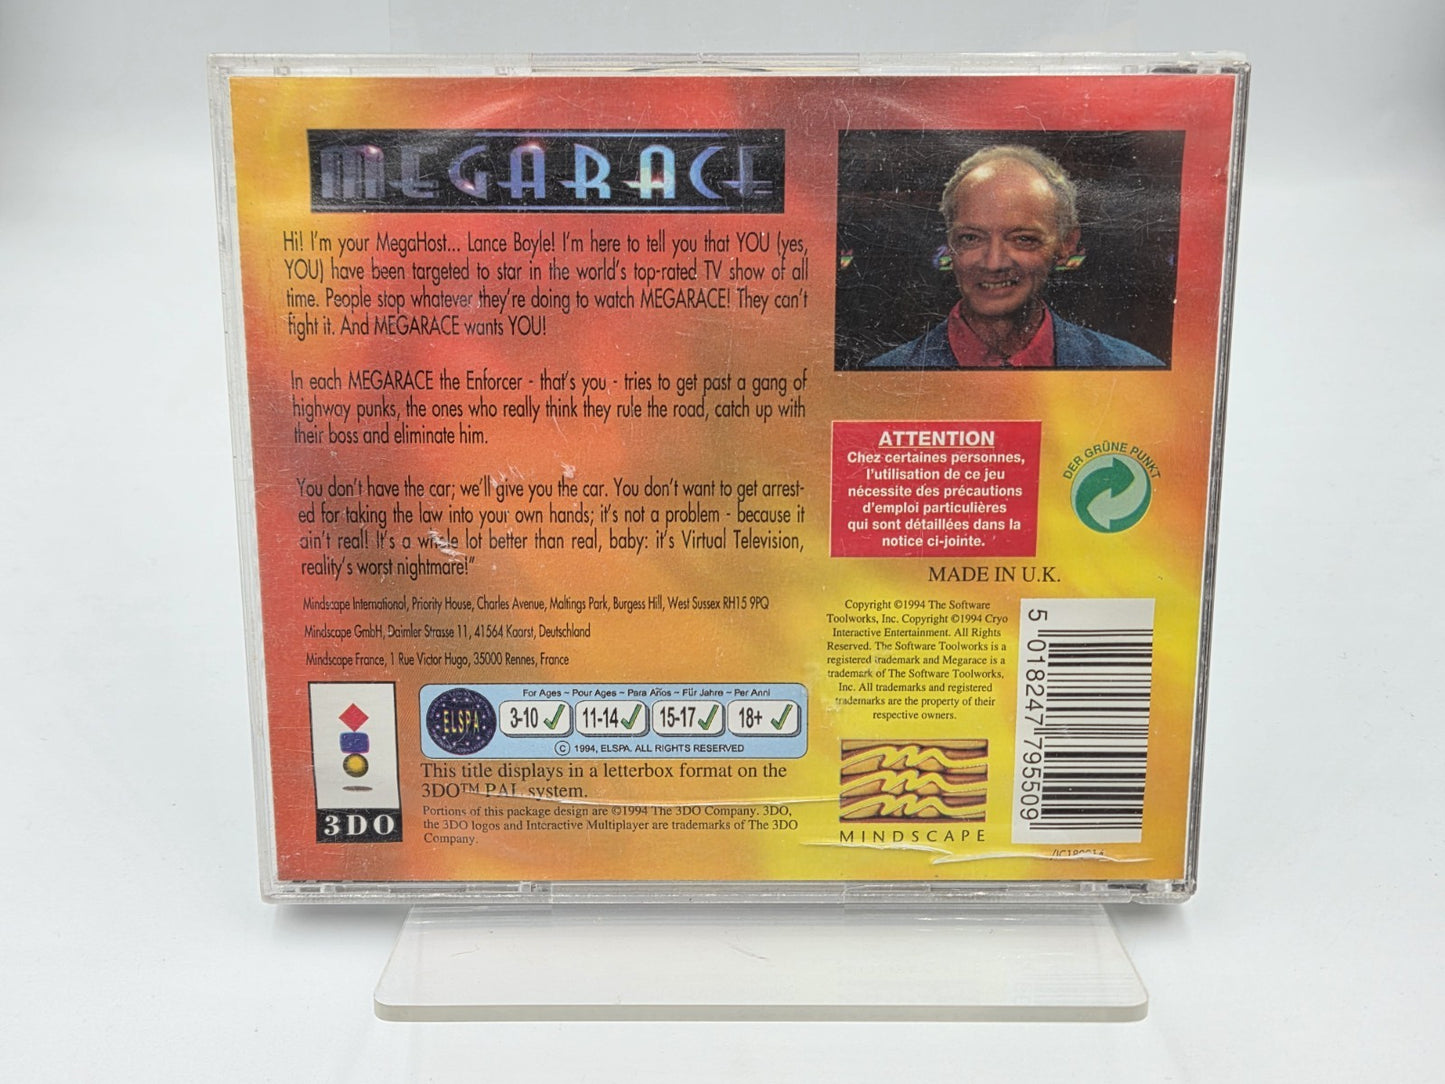 MEGARACE
Hi! I'm your MegaHost... Lance Boyle! I'm here to tell you that YOU (yes,
YOU) have been targeted to star in the world's top-rated TV show of all
time. People stop whatever they're doing to watch MEGARACE! They can't
fight it. And MEGARACE wants YOU!
In each MEGARACE the Enforcer - that's you - tries to get past a gang of
highway punks, the ones who really think they rule the road, catch up with
their boss and eliminate him.
You don't have the car; we'll give you the car. You don't want to get arrest-
ed for taking the law into your own hands; it's not a problem - because it
ain't real! It's a whole lot better than real, baby: it's Virtual Television,
reality's worst nightmare!"
Mindscape International, Priority House, Charles Avenue, Maltings Park, Burgess Hill, West Sussex RH15 9PQ
Mindscape GmbH, Daimler Strasse 11, 41564 Kaarst, Deutschland
Mindscape France, 1 Rue Victor Hugo, 35000 Rennes, France
3DO
ELSPA
For Ages ~ Pour Ages ~ Para Años ~ Für Jahre ~ Per Anni
3-10 11-14 15-17 18+
© 1994, ELSPA. ALL RIGHTS RESERVED
This title displays in a letterbox format on the
3DO™ PAL system.
Portions of this package design are ©1994 The 3DO Company. 3DO,
the 3DO logos and Interactive Multiplayer are trademarks of The 3DO
Company.
ATTENTION
Chez certaines personnes,
l'utilisation de ce jeu
nécessite des précautions
d'emploi particulières
qui sont détaillées dans la
notice ci-jointe.
DER GRÜNE PUNKT
MADE IN U.K.
Copyright ©1994 The Software
Toolworks, Inc. Copyright ©1994 Cryo
Interactive Entertainment. All Rights
Reserved. The Software Toolworks is a
registered trademark and Megarace is a
trademark of The Software Toolworks,
Inc. All trademarks and registered
trademarks are the property of their
respective owners.
MINDSCAPE
5 018247 795509